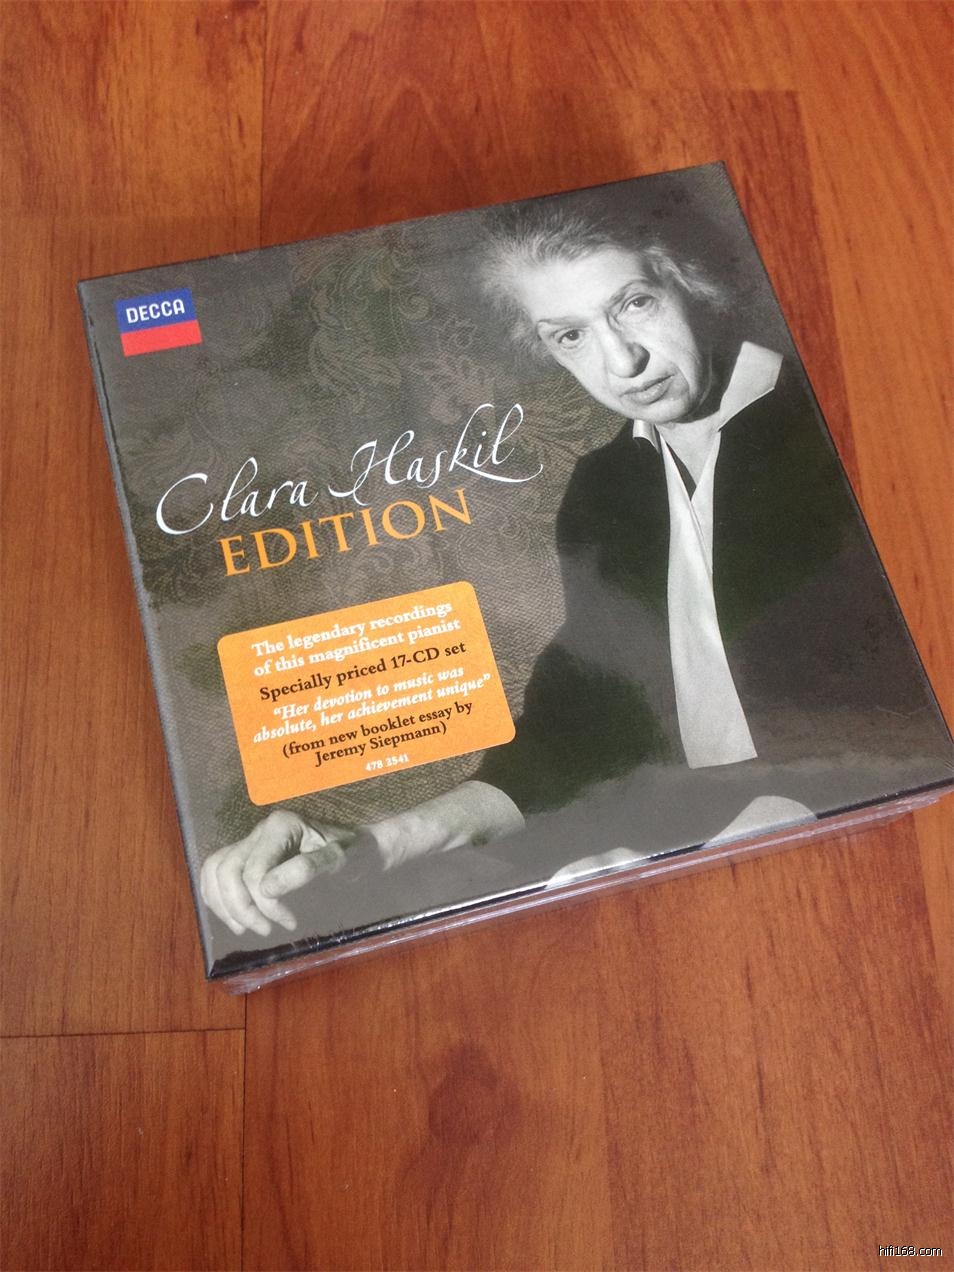 DECCA
Clara Haskil
EDITION
The legendary recordings
of this magnificent pianist
Specially priced 17-CD set
“Her devotion to music was
absolute, her achievement unique”
(from new booklet essay by
Jeremy Siepmann)
478 2541
hifi168.com